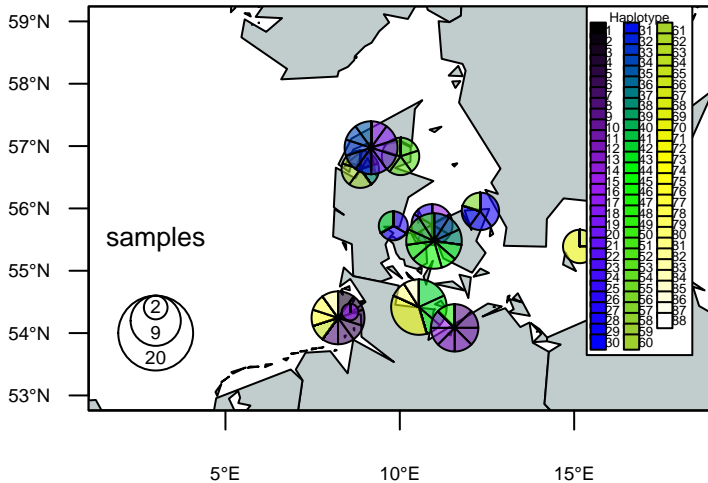 59°N
58°N
57°N
56°N
55°N
54°N
53°N
samples
2
9
20
Haplotype
1 31 61
2 32 62
3 33 63
4 34 64
5 35 65
6 36 66
7 37 67
8 38 68
9 39 69
10 40 70
11 41 71
12 42 72
13 43 73
14 44 74
15 45 75
16 46 76
17 47 77
18 48 78
19 49 79
20 50 80
21 51 81
22 52 82
23 53 83
24 54 84
25 55 85
26 56 86
27 57 87
28 58 88
29 59
30 60
5°E 10°E 15°E